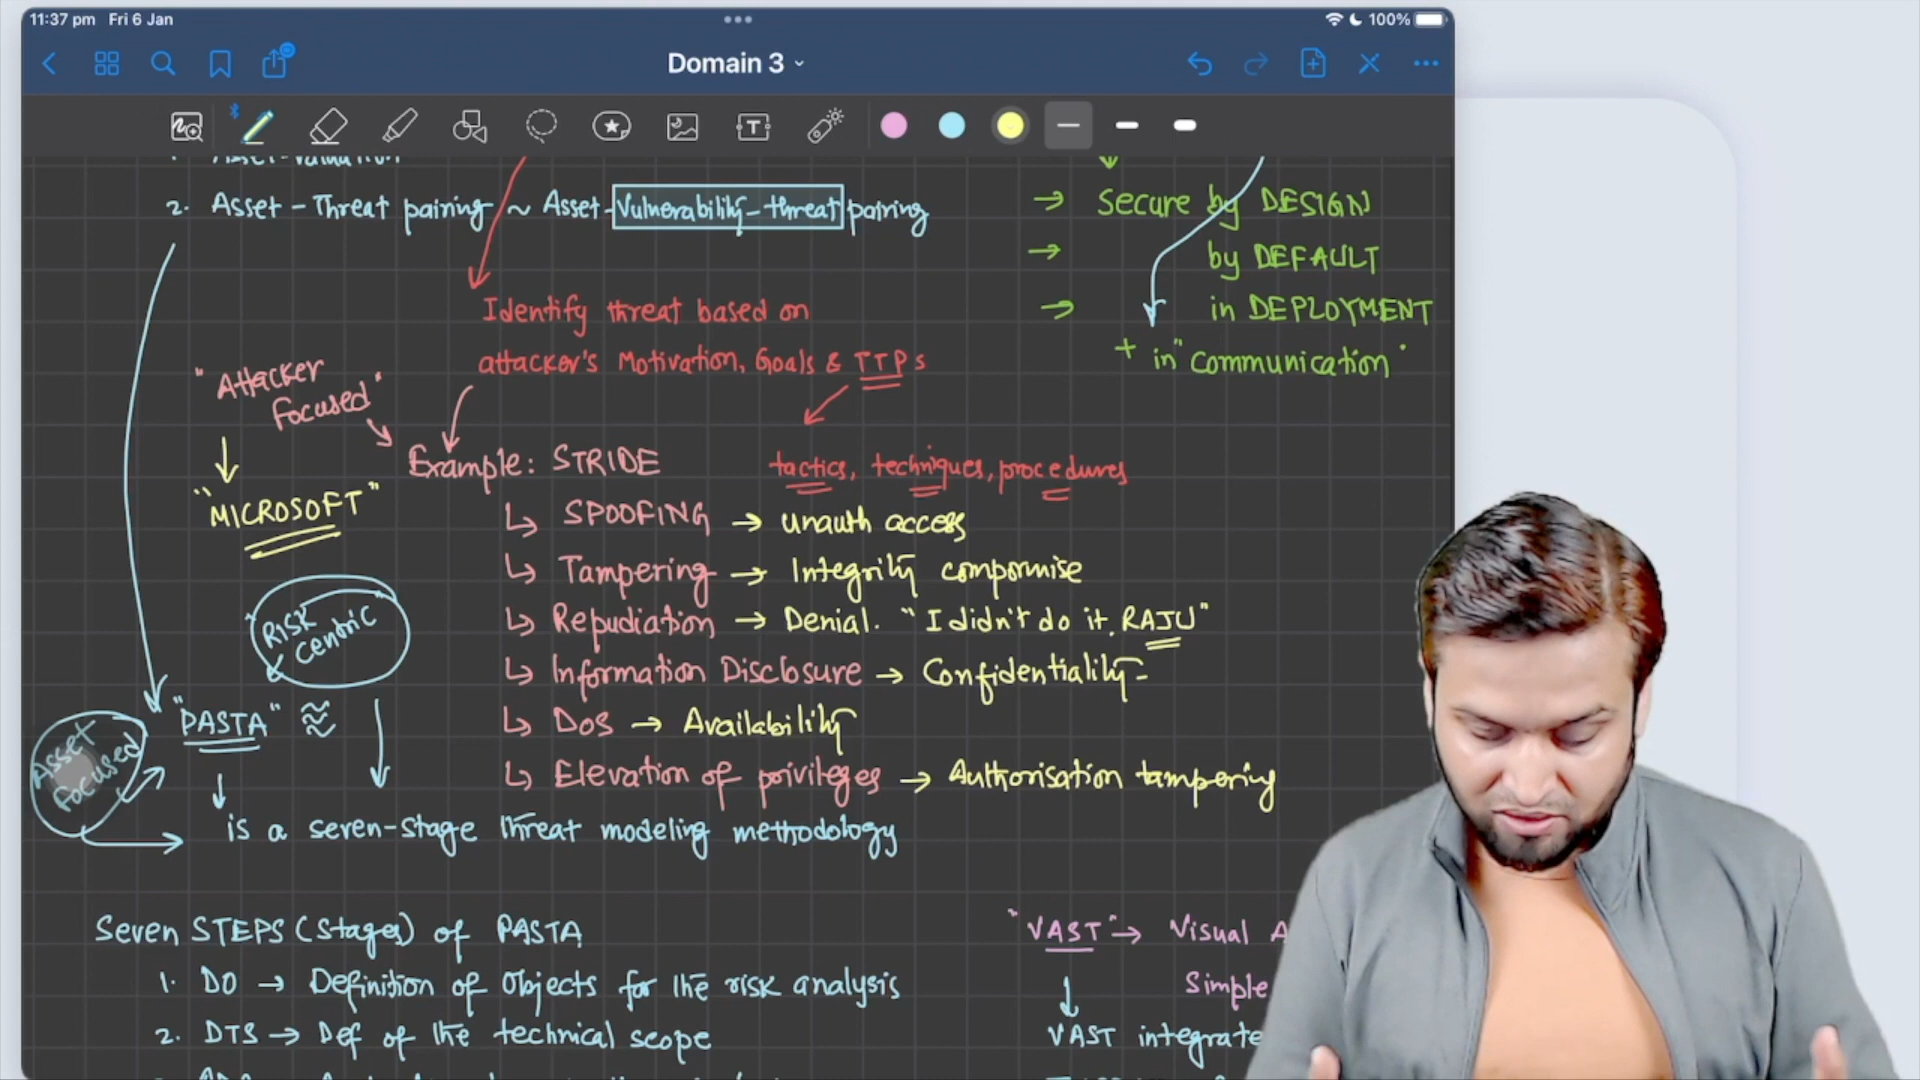 11:37 pm Fri 6 Jan
100%
Domain 3
2. Asset - Threat pairing ~ Asset - Vulnerability - threat pairing
→ Secure by DESIGN
→ by DEFAULT
→ in DEPLOYMENT
+ in "communication"
Identify threat based on
attacker's Motivation, Goals & TTPs
"Attacker
Focused"
"MICROSOFT"
Example: STRIDE
tactics, techniques, procedures
↳ SPOOFING → unauth access
↳ Tampering → Integrity compormise
↳ Repudiation → Denial. "I didn't do it. RAJU"
↳ Information Disclosure → Confidentiality -
↳ DoS → Availability
↳ Elevation of privileges → Authorisation tampering
"Risk
Centric"
"PASTA" ≈
Asset
Focused
is a seven-stage threat modeling methodology
Seven STEPS (Stages) of PASTA
1. DO → Definition of Objects for the risk analysis
2. DTS → Def of the technical scope
"VAST" → Visual A
Simple
VAST integrate